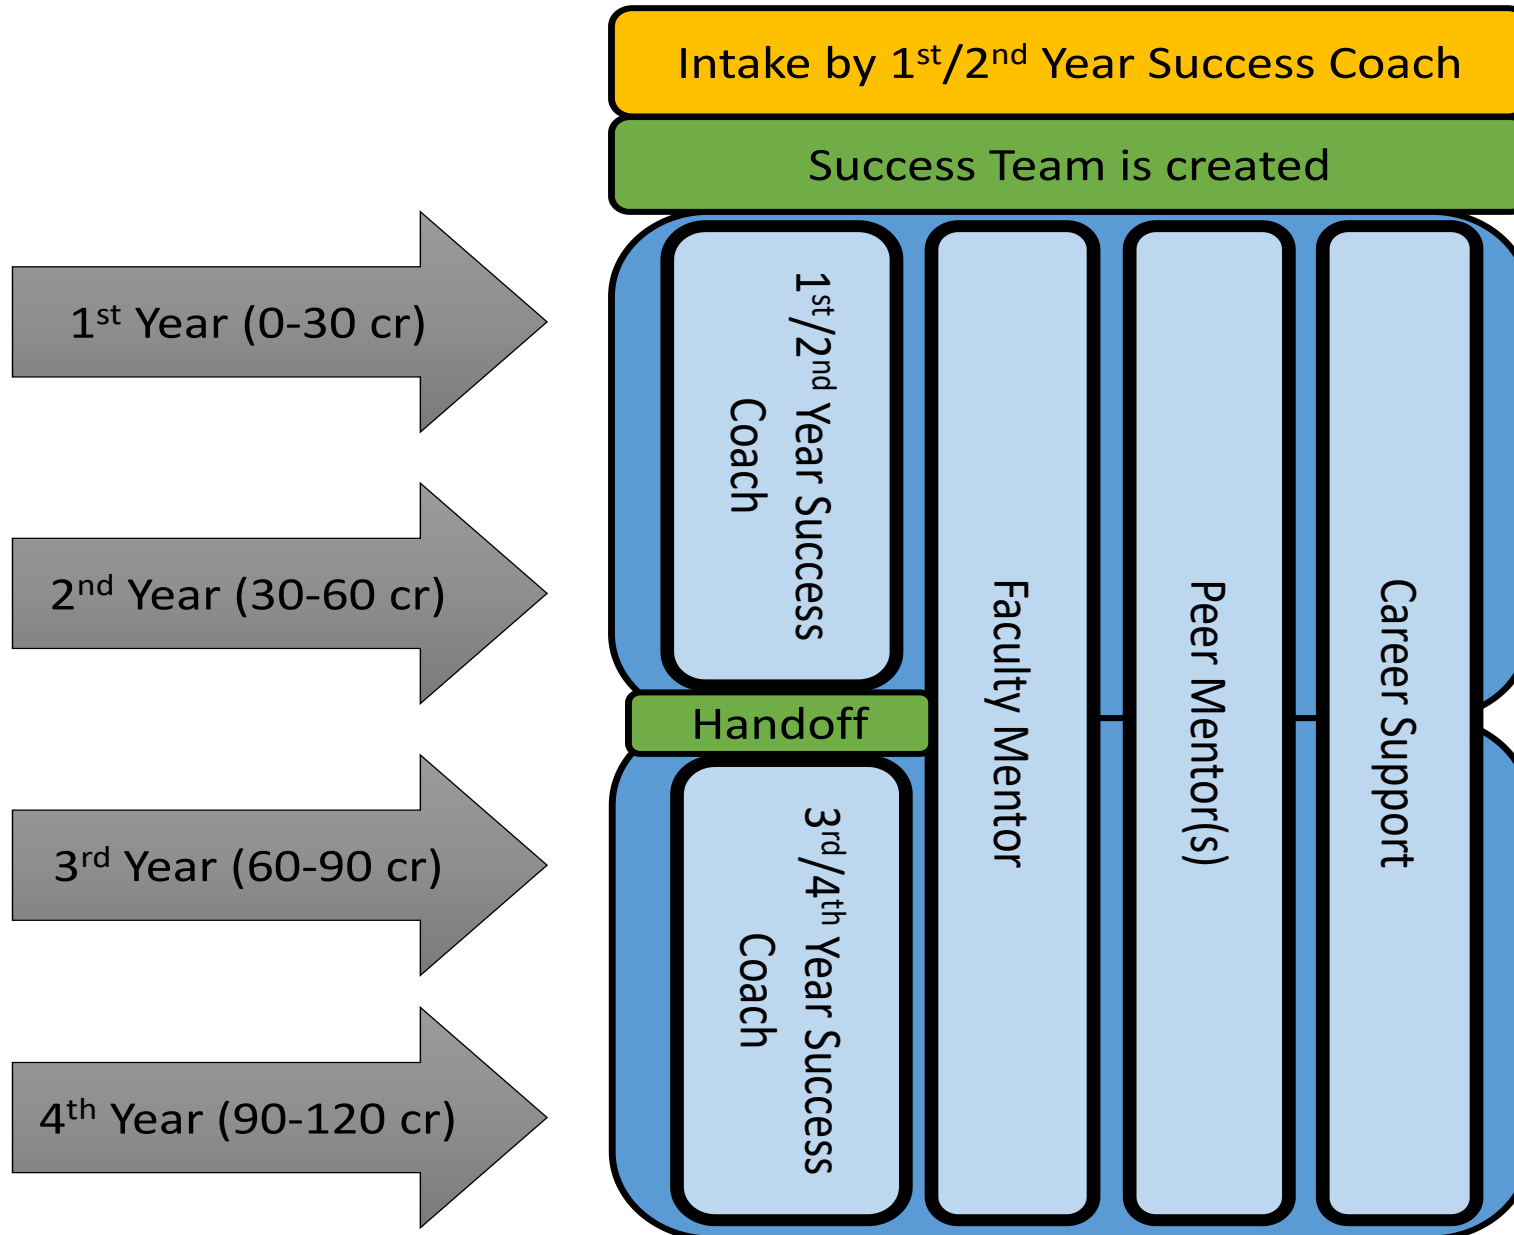 Intake by 1st/2nd Year Success Coach
Success Team is created
1st Year (0-30 cr)
2nd Year (30-60 cr)
3rd Year (60-90 cr)
4th Year (90-120 cr)
1st/2nd Year Success
Coach
Handoff
3rd/4th Year Success
Coach
Faculty Mentor
Peer Mentor(s)
Career Support